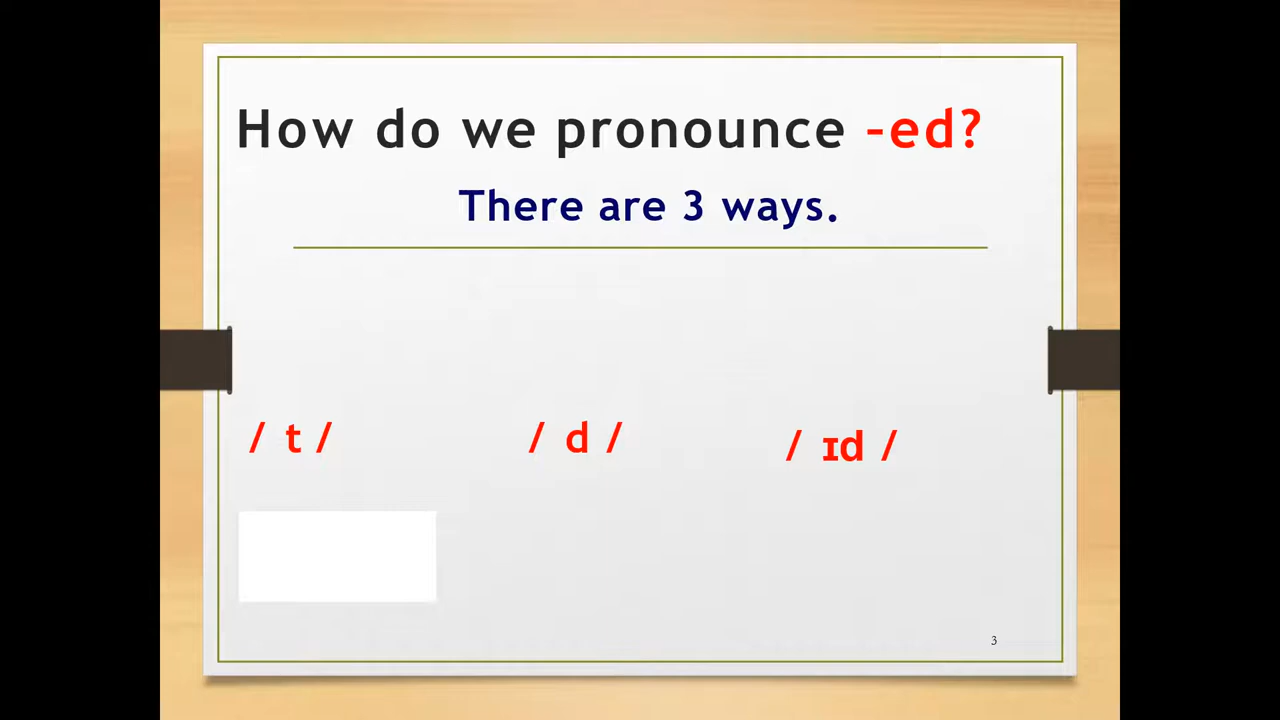 How do we pronounce -ed?
There are 3 ways.
/ t / / d / / ɪd /
3